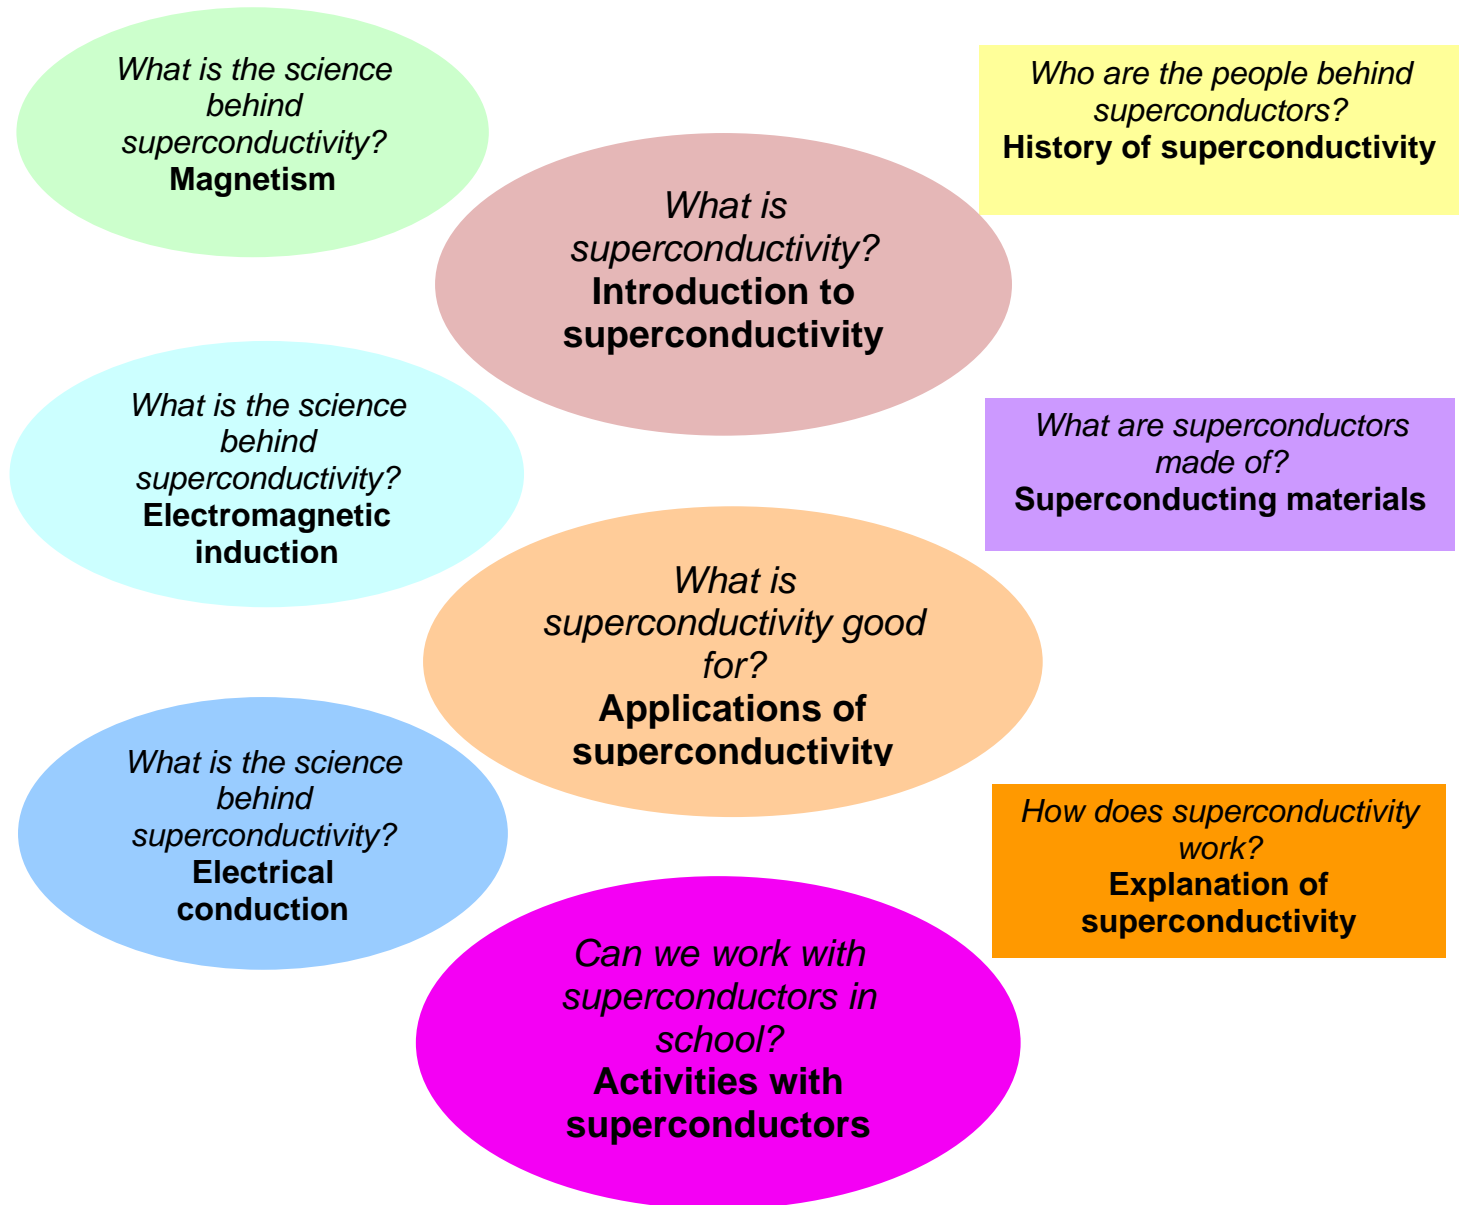 What is the science
behind
superconductivity?
Magnetism
Who are the people behind
superconductors?
History of superconductivity
What is
superconductivity?
Introduction to
superconductivity
What is the science
behind
superconductivity?
Electromagnetic
induction
What are superconductors
made of?
Superconducting materials
What is
superconductivity good
for?
Applications of
superconductivity
What is the science
behind
superconductivity?
Electrical
conduction
How does superconductivity
work?
Explanation of
superconductivity
Can we work with
superconductors in
school?
Activities with
superconductors